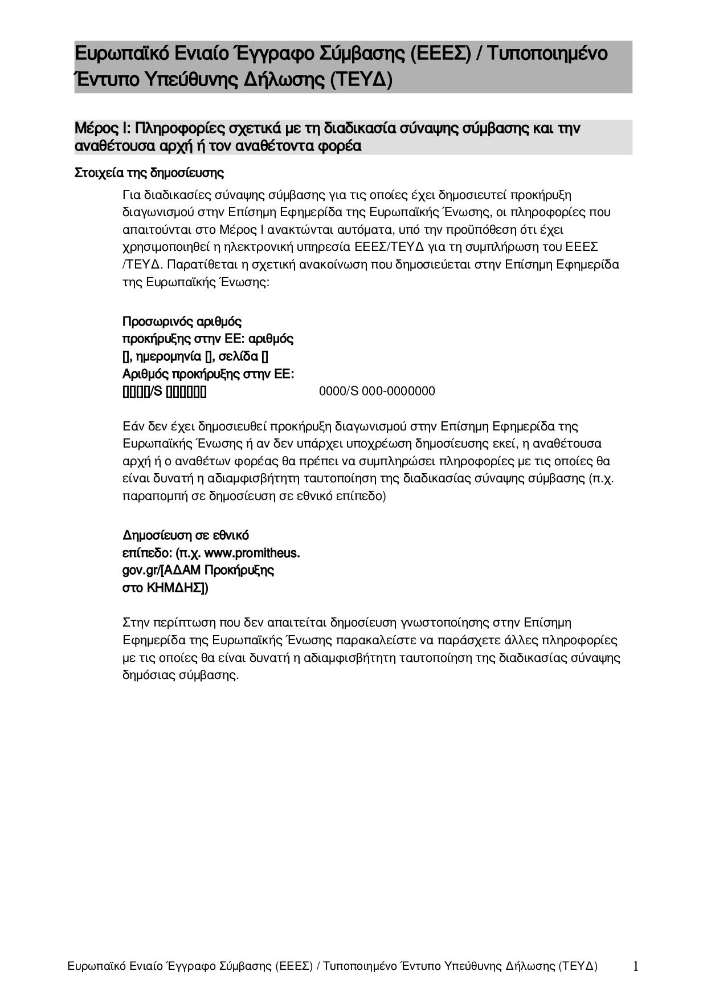 Ευρωπαϊκό Ενιαίο Έγγραφο Σύμβασης (ΕΕΕΣ) / Τυποποιημένο
Έντυπο Υπεύθυνης Δήλωσης (ΤΕΥΔ)
Μέρος Ι: Πληροφορίες σχετικά με τη διαδικασία σύναψης σύμβασης και την
αναθέτουσα αρχή ή τον αναθέτοντα φορέα
Στοιχεία της δημοσίευσης
Για διαδικασίες σύναψης σύμβασης για τις οποίες έχει δημοσιευτεί προκήρυξη
διαγωνισμού στην Επίσημη Εφημερίδα της Ευρωπαϊκής Ένωσης, οι πληροφορίες που
απαιτούνται στο Μέρος Ι ανακτώνται αυτόματα, υπό την προϋπόθεση ότι έχει
χρησιμοποιηθεί η ηλεκτρονική υπηρεσία ΕΕΕΣ/ΤΕΥΔ για τη συμπλήρωση του ΕΕΕΣ
/ΤΕΥΔ. Παρατίθεται η σχετική ανακοίνωση που δημοσιεύεται στην Επίσημη Εφημερίδα
της Ευρωπαϊκής Ένωσης:
Προσωρινός αριθμός
προκήρυξης στην ΕΕ: αριθμός
[], ημερομηνία [], σελίδα []
Αριθμός προκήρυξης στην ΕΕ:
[][][][]/S [][][][][][] 0000/S 000-0000000
Εάν δεν έχει δημοσιευθεί προκήρυξη διαγωνισμού στην Επίσημη Εφημερίδα της
Ευρωπαϊκής Ένωσης ή αν δεν υπάρχει υποχρέωση δημοσίευσης εκεί, η αναθέτουσα
αρχή ή ο αναθέτων φορέας θα πρέπει να συμπληρώσει πληροφορίες με τις οποίες θα
είναι δυνατή η αδιαμφισβήτητη ταυτοποίηση της διαδικασίας σύναψης σύμβασης (π.χ.
παραπομπή σε δημοσίευση σε εθνικό επίπεδο)
Δημοσίευση σε εθνικό
επίπεδο: (π.χ. www.promitheus.
gov.gr/[ΑΔΑΜ Προκήρυξης
στο ΚΗΜΔΗΣ])
Στην περίπτωση που δεν απαιτείται δημοσίευση γνωστοποίησης στην Επίσημη
Εφημερίδα της Ευρωπαϊκής Ένωσης παρακαλείστε να παράσχετε άλλες πληροφορίες
με τις οποίες θα είναι δυνατή η αδιαμφισβήτητη ταυτοποίηση της διαδικασίας σύναψης
δημόσιας σύμβασης.
Ευρωπαϊκό Ενιαίο Έγγραφο Σύμβασης (ΕΕΕΣ) / Τυποποιημένο Έντυπο Υπεύθυνης Δήλωσης (ΤΕΥΔ) 1